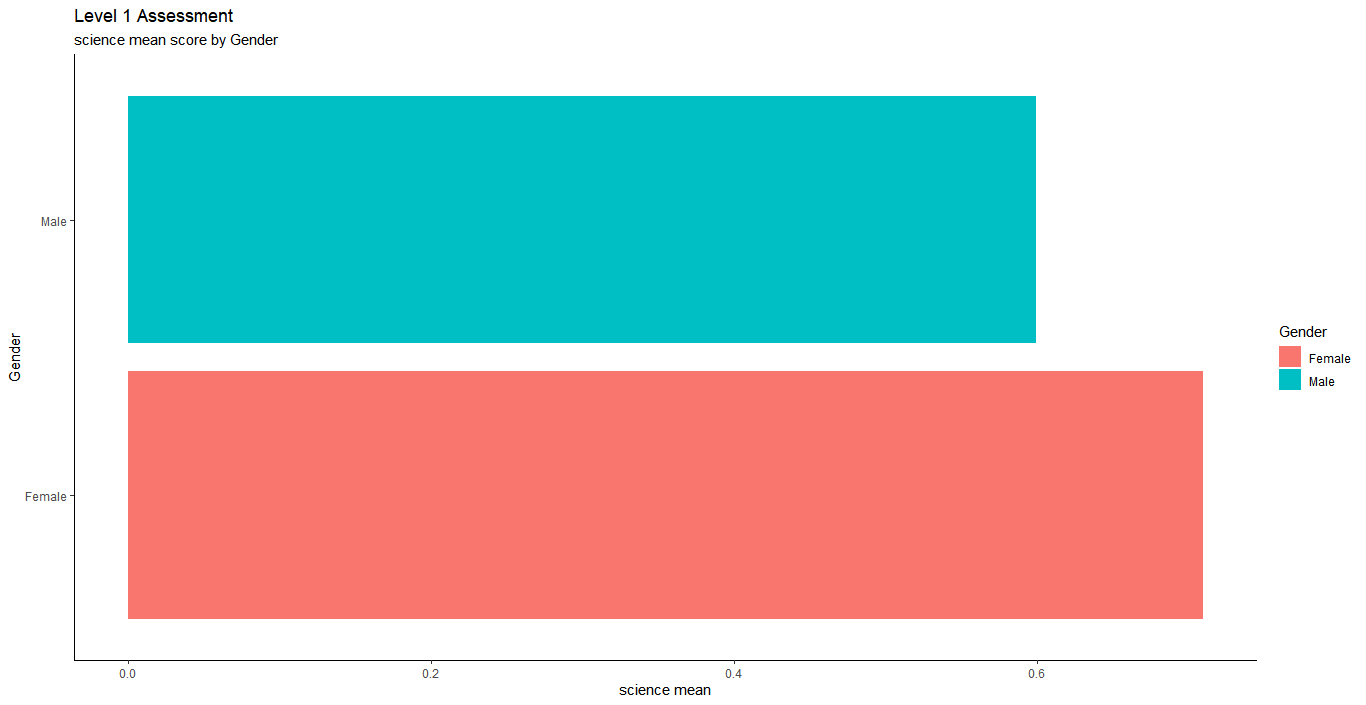 Level 1 Assessment
science mean score by Gender
Male
Female
Gender
0.0 0.2 0.4 0.6
science mean
Gender
Female
Male